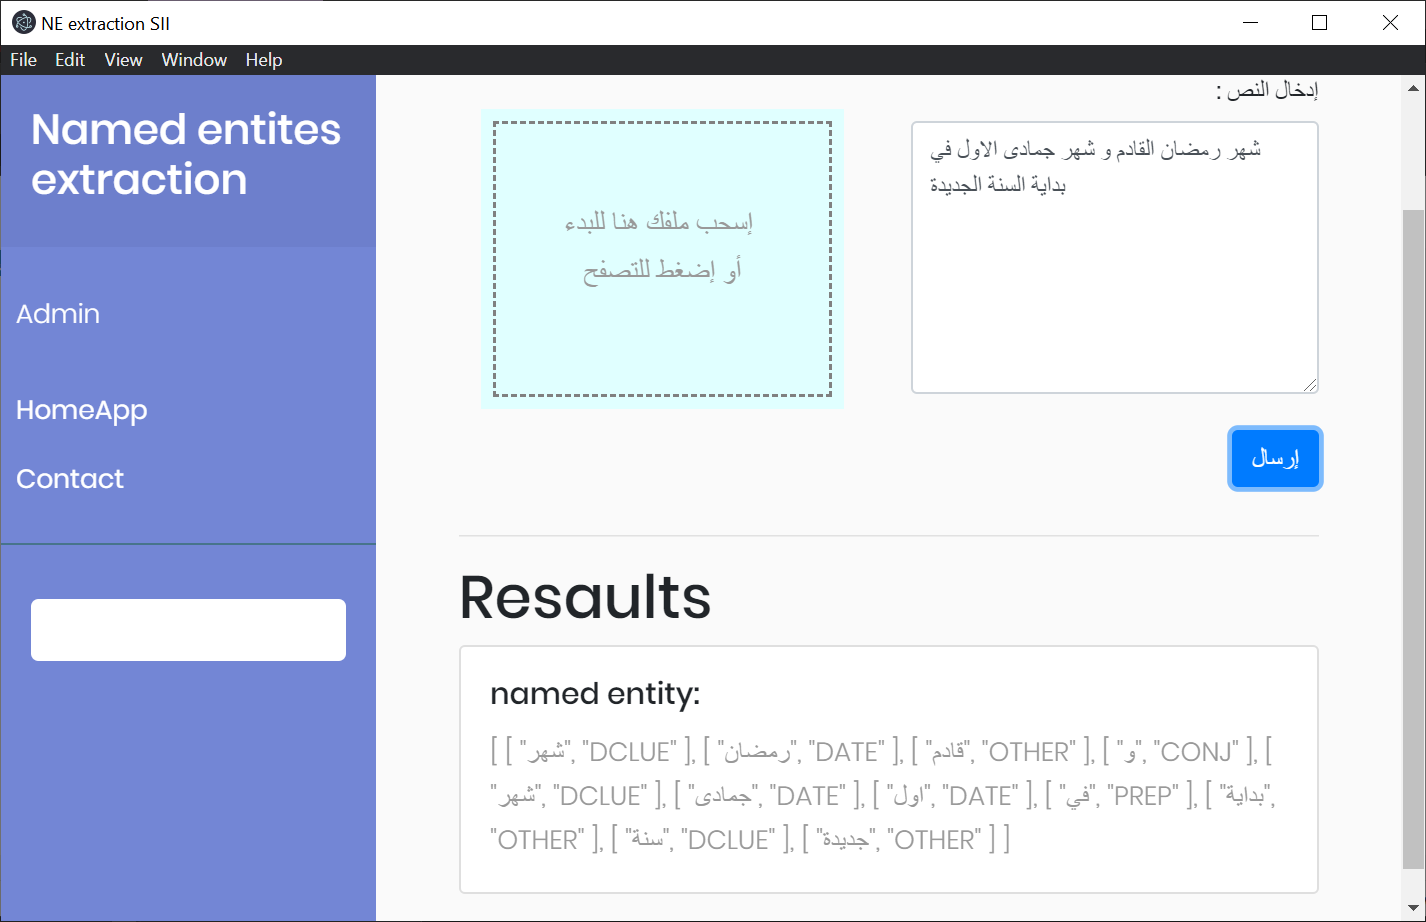 NE extraction SII
File Edit View Window Help
Named entites
extraction
Admin
HomeApp
Contact
إدخال النص :
شهر رمضان القادم و شهر جمادى الاول في
بداية السنة الجديدة
إسحب ملفك هنا للبدء
أو إضغط للتصفح
إرسال
Resaults
named entity:
[ [ "شهر", "DCLUE" ], [ "رمضان", "DATE" ], [ "قادم", "OTHER" ], [ "و", "CONJ" ], [
"شهر", "DCLUE" ], [ "جمادى", "DATE" ], [ "اول", "DATE" ], [ "في", "PREP" ], [ "بداية",
"OTHER" ], [ "سنة", "DCLUE" ], [ "جديدة", "OTHER" ] ]